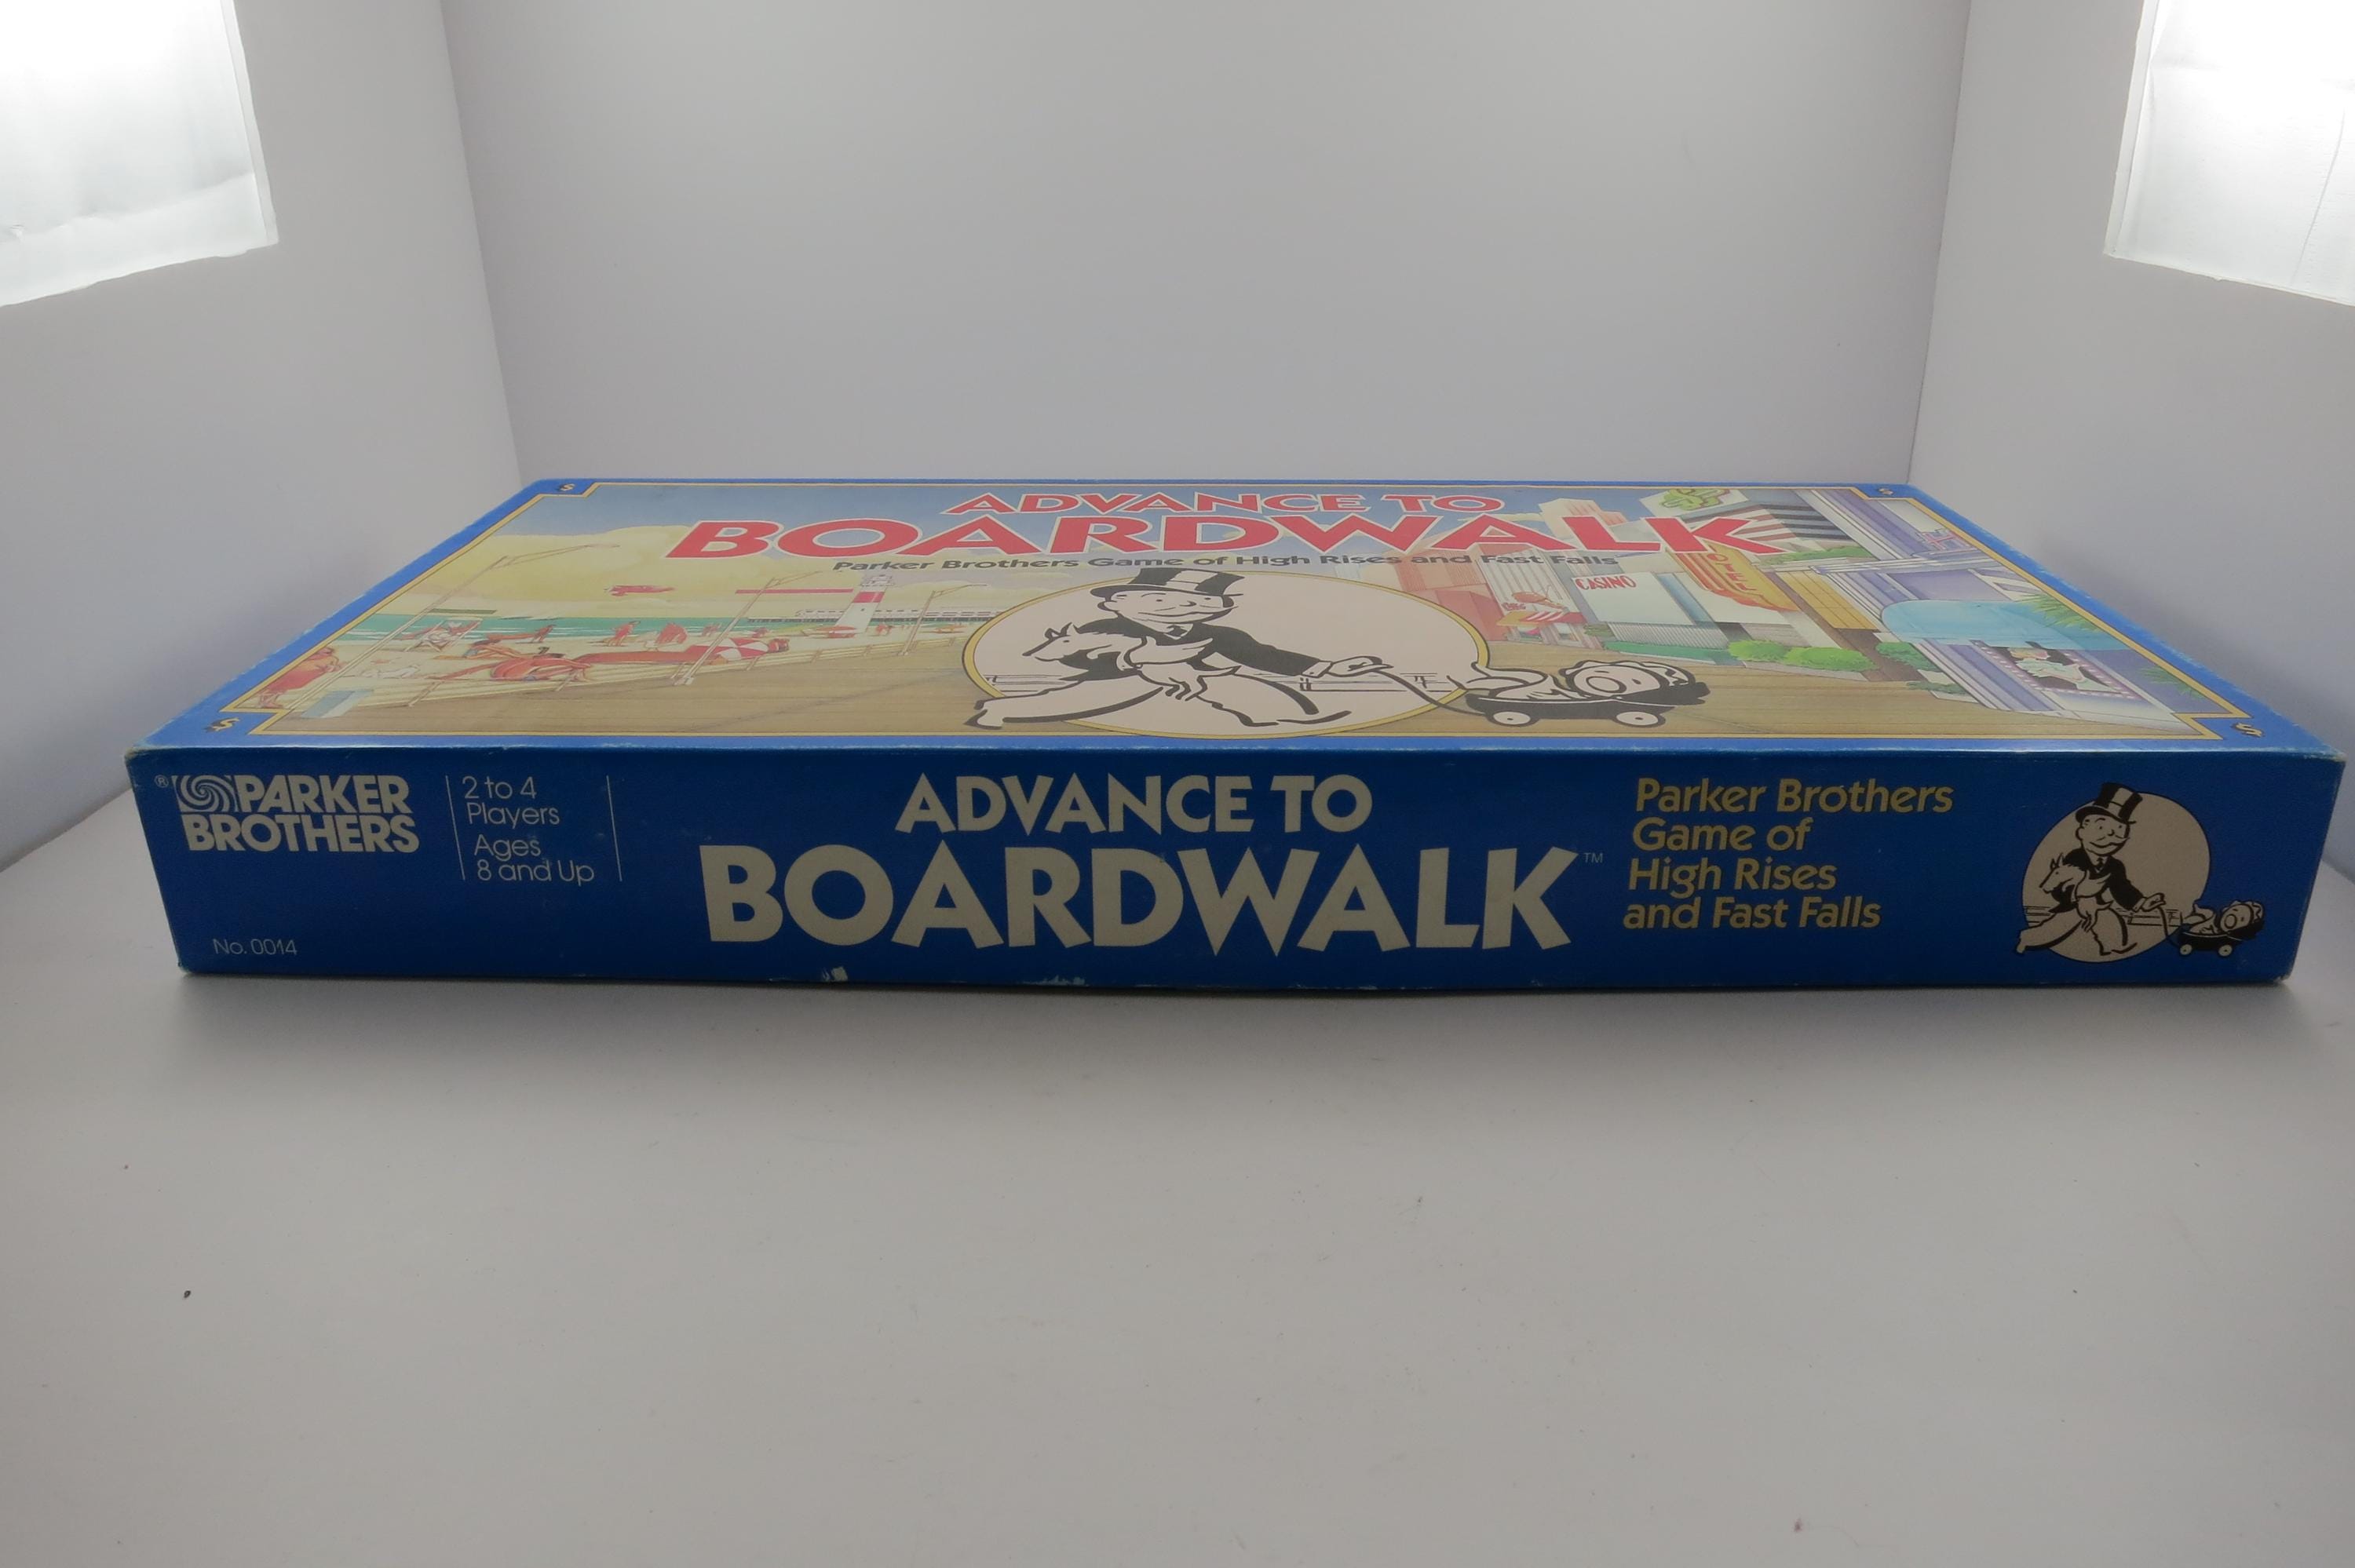 ADVANCE TO
BOARDWALK
Parker Brothers Game of High Rises and Fast Falls
CASINO
HOTEL
® PARKER
BROTHERS
2 to 4
Players
Ages
8 and Up
No. 0014
ADVANCE TO
BOARDWALK™
Parker Brothers
Game of
High Rises
and Fast Falls